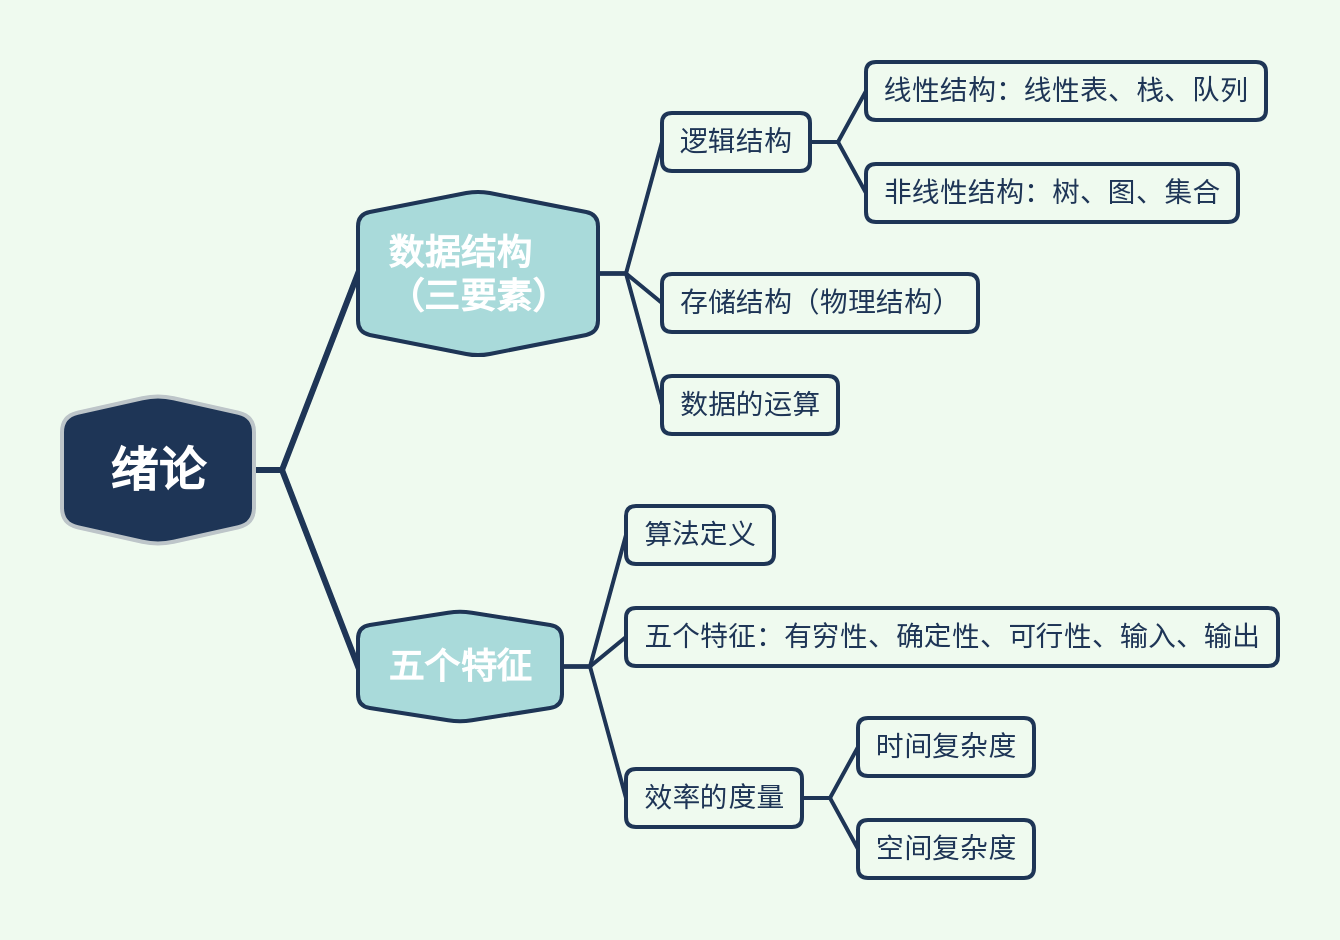 绪论
数据结构
（三要素）
逻辑结构
线性结构：线性表、栈、队列
非线性结构：树、图、集合
存储结构（物理结构）
数据的运算
五个特征
算法定义
五个特征：有穷性、确定性、可行性、输入、输出
效率的度量
时间复杂度
空间复杂度